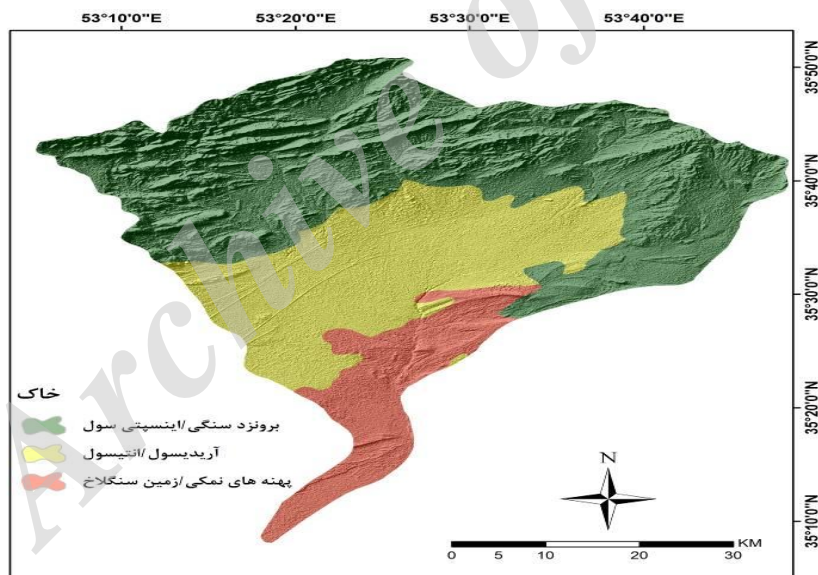 53°10'0"E 53°20'0"E 53°30'0"E 53°40'0"E
35°50'0"N
35°40'0"N
35°30'0"N
35°20'0"N
35°10'0"N
Archive of
خاک
برونزد سنگی/اینسپتی سول
آریدیسول/انتیسول
پهنه های نمکی/زمین سنگلاخ
N
KM
0 5 10 20 30